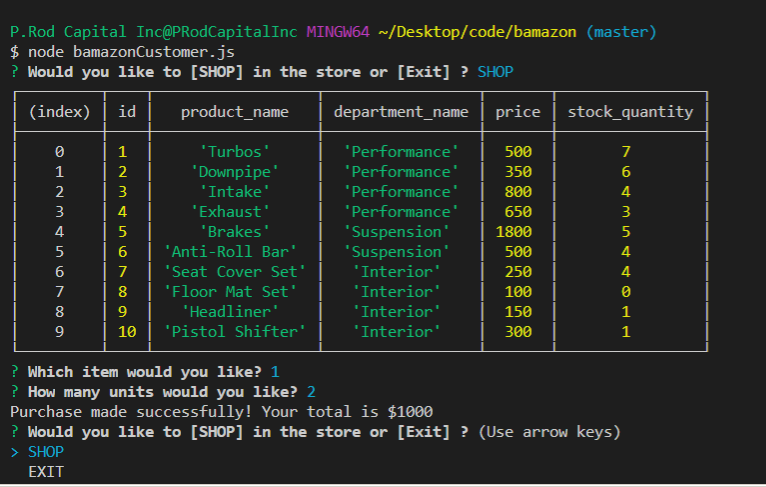 P.Rod Capital Inc@PRodCapitalInc MINGW64 ~/Desktop/code/bamazon (master)
$ node bamazonCustomer.js
? Would you like to [SHOP] in the store or [Exit] ? SHOP
(index) id product_name department_name price stock_quantity
0 1 'Turbos' 'Performance' 500 7
1 2 'Downpipe' 'Performance' 350 6
2 3 'Intake' 'Performance' 800 4
3 4 'Exhaust' 'Performance' 650 3
4 5 'Brakes' 'Suspension' 1800 5
5 6 'Anti-Roll Bar' 'Suspension' 500 4
6 7 'Seat Cover Set' 'Interior' 250 4
7 8 'Floor Mat Set' 'Interior' 100 0
8 9 'Headliner' 'Interior' 150 1
9 10 'Pistol Shifter' 'Interior' 300 1
? Which item would you like? 1
? How many units would you like? 2
Purchase made successfully! Your total is $1000
? Would you like to [SHOP] in the store or [Exit] ? (Use arrow keys)
> SHOP
EXIT